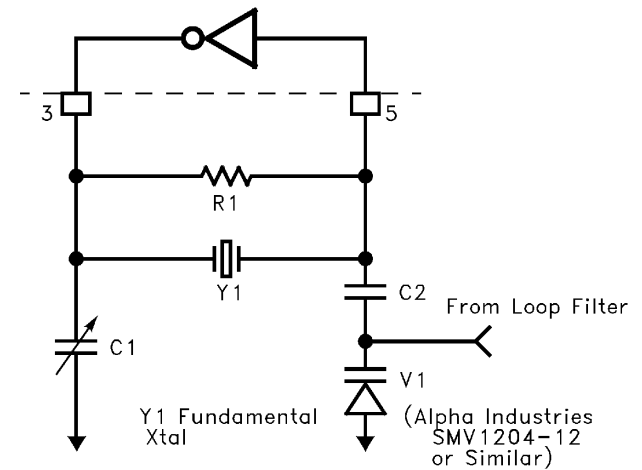 3
5
R1
Y1
C2
From Loop Filter
C1
V1
Y1 Fundamental
Xtal
(Alpha Industries
SMV1204-12
or Similar)